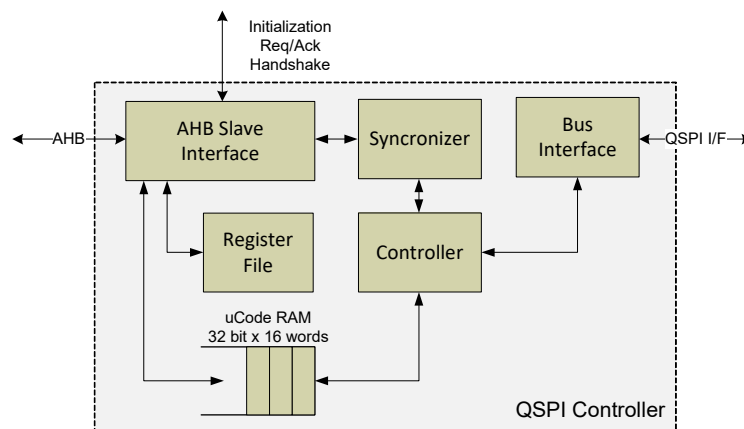 Initialization
Req/Ack
Handshake
AHB
AHB Slave
Interface
Syncronizer
Bus
Interface
QSPI I/F
Register
File
Controller
uCode RAM
32 bit x 16 words
QSPI Controller